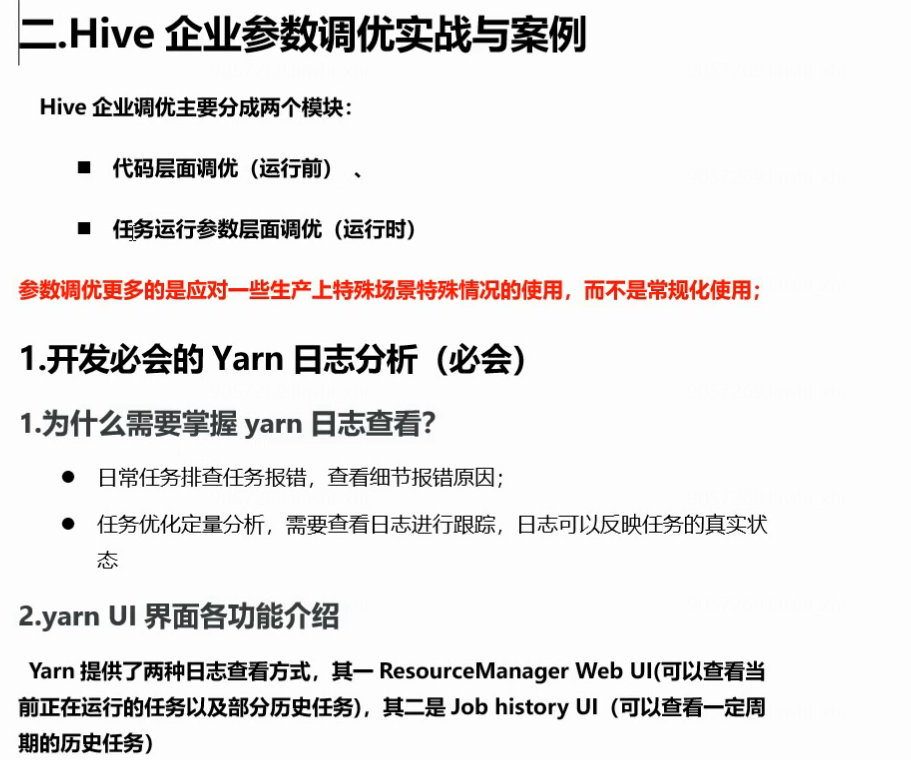 二.Hive 企业参数调优实战与案例
Hive 企业调优主要分成两个模块：
■ 代码层面调优（运行前） 、
■ 任务运行参数层面调优（运行时）
参数调优更多的是应对一些生产上特殊场景特殊情况的使用，而不是常规化使用；
1.开发必会的 Yarn 日志分析（必会）
1.为什么需要掌握 yarn 日志查看？
● 日常任务排查任务报错，查看细节报错原因；
● 任务优化定量分析，需要查看日志进行跟踪，日志可以反映任务的真实状
态
2.yarn UI 界面各功能介绍
Yarn 提供了两种日志查看方式，其一 ResourceManager Web UI(可以查看当
前正在运行的任务以及部分历史任务)，其二是 Job history UI（可以查看一定周
期的历史任务）